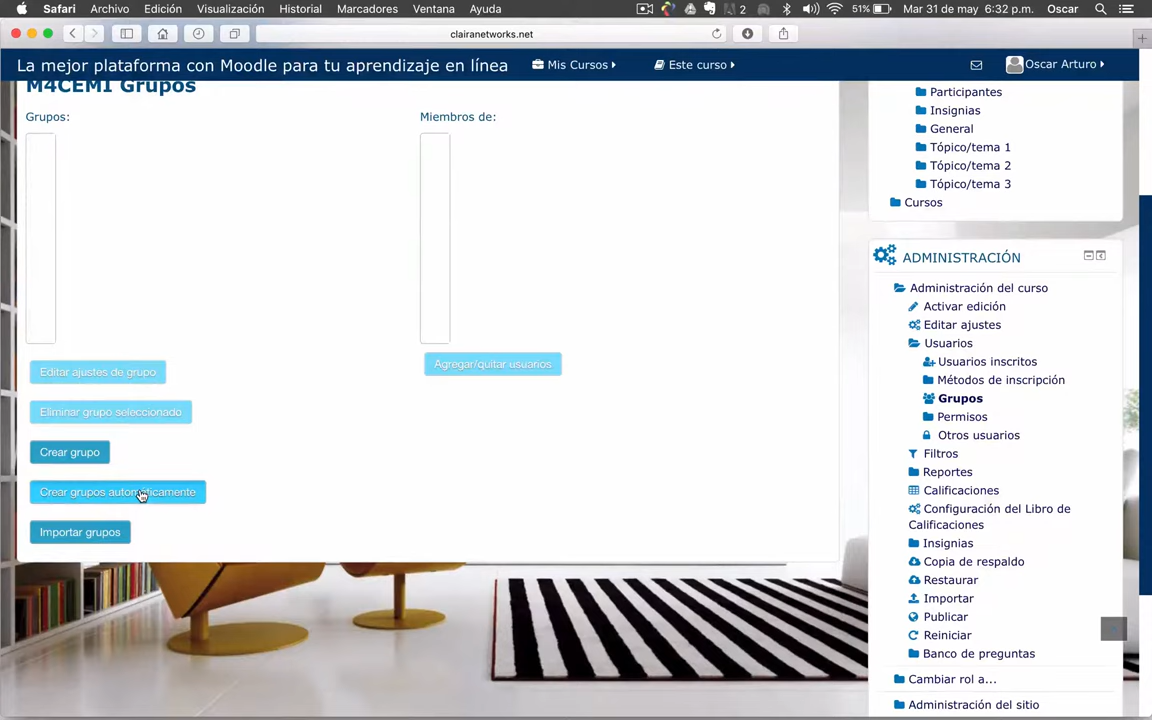 Safari Archivo Edición Visualización Historial Marcadores Ventana Ayuda 2 51% Mar 31 de may 6:32 p.m. Oscar
clairanetworks.net
La mejor plataforma con Moodle para tu aprendizaje en línea Mis Cursos Este curso Oscar Arturo
M4CEMI Grupos
Grupos:
Miembros de:
Editar ajustes de grupo
Eliminar grupo seleccionado
Crear grupo
Crear grupos automáticamente
Importar grupos
Agregar/quitar usuarios
Participantes
Insignias
General
Tópico/tema 1
Tópico/tema 2
Tópico/tema 3
Cursos
ADMINISTRACIÓN
Administración del curso
Activar edición
Editar ajustes
Usuarios
Usuarios inscritos
Métodos de inscripción
Grupos
Permisos
Otros usuarios
Filtros
Reportes
Calificaciones
Configuración del Libro de
Calificaciones
Insignias
Copia de respaldo
Restaurar
Importar
Publicar
Reiniciar
Banco de preguntas
Cambiar rol a...
Administración del sitio